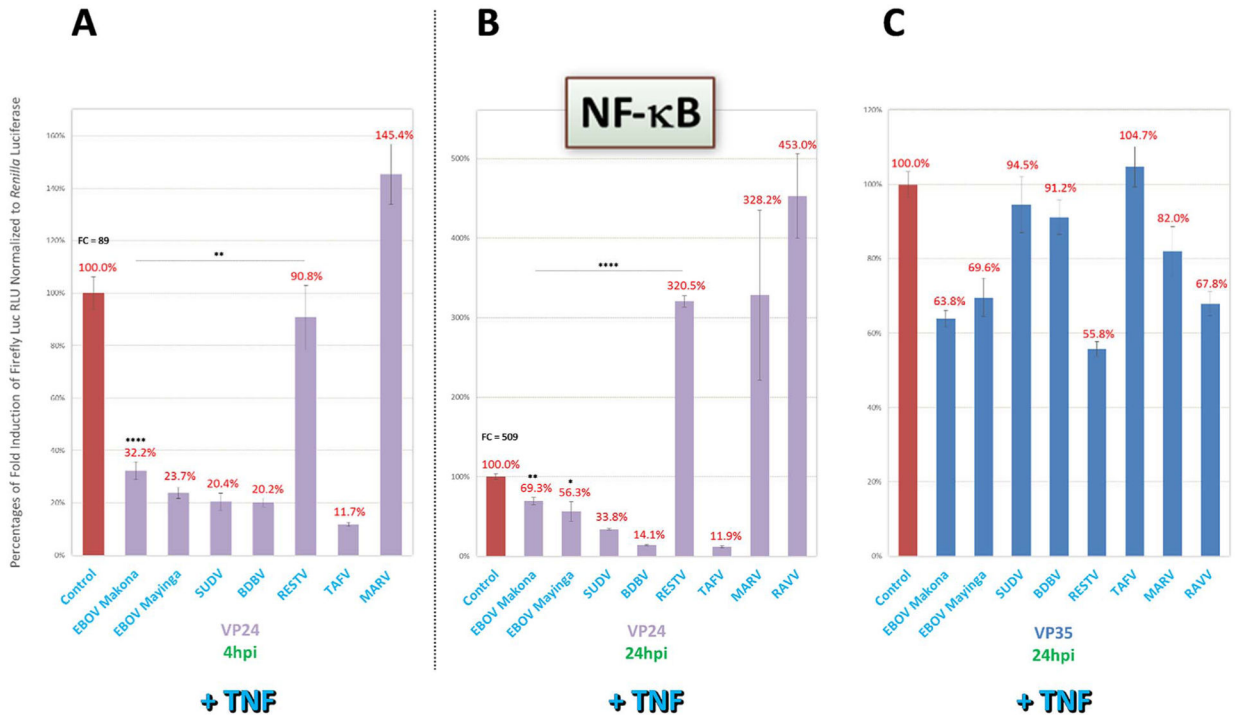 A
B
C
NF-κB
Percentages of Fold Induction of Firefly Luc RLU Normalized to Renilla Luciferase
160%
140%
120%
100%
80%
60%
40%
20%
0%
FC = 89
100.0%
****
32.2%
23.7%
20.4%
20.2%
**
90.8%
11.7%
145.4%
Control
EBOV Makona
EBOV Mayinga
SUDV
BDBV
RESTV
TAFV
MARV
VP24
4hpi
+ TNF
500%
400%
300%
200%
100%
0%
FC = 509
100.0%
**
69.3%
*
56.3%
33.8%
14.1%
****
320.5%
11.9%
328.2%
453.0%
Control
EBOV Makona
EBOV Mayinga
SUDV
BDBV
RESTV
TAFV
MARV
RAVV
VP24
24hpi
+ TNF
120%
100%
80%
60%
40%
20%
0%
100.0%
63.8%
69.6%
94.5%
91.2%
55.8%
104.7%
82.0%
67.8%
Control
EBOV Makona
EBOV Mayinga
SUDV
BDBV
RESTV
TAFV
MARV
RAVV
VP35
24hpi
+ TNF